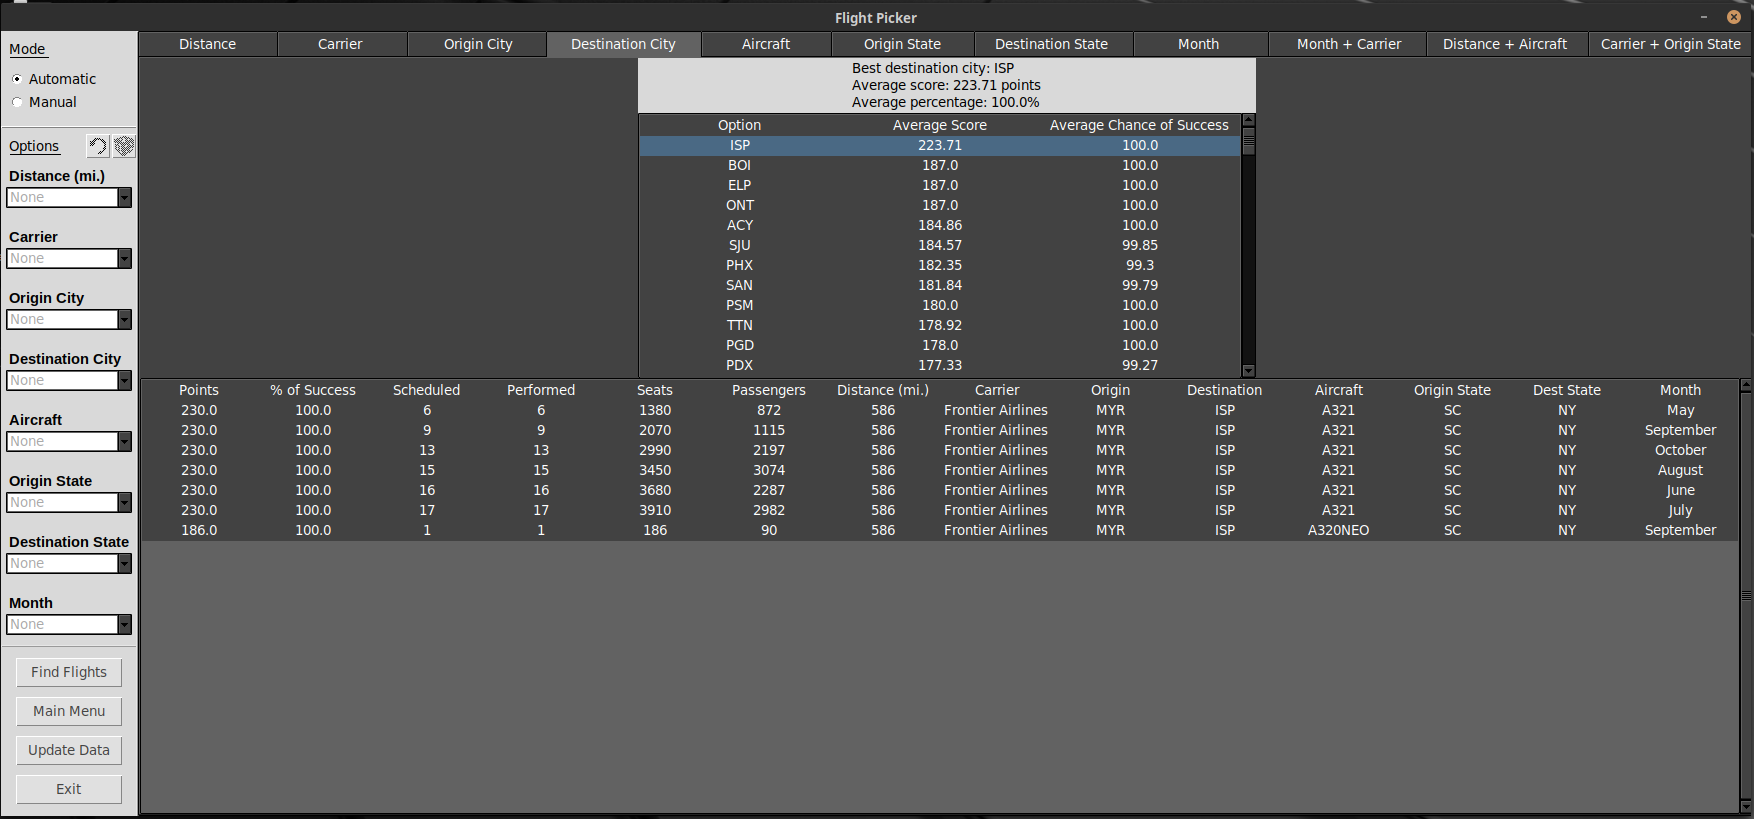 Flight Picker
Mode
Automatic
Manual
Options
Distance (mi.)
None
Carrier
None
Origin City
None
Destination City
None
Aircraft
None
Origin State
None
Destination State
None
Month
None
Find Flights
Main Menu
Update Data
Exit
Distance Carrier Origin City Destination City Aircraft Origin State Destination State Month Month + Carrier Distance + Aircraft Carrier + Origin State
Best destination city: ISP
Average score: 223.71 points
Average percentage: 100.0%
Option Average Score Average Chance of Success
ISP 223.71 100.0
BOI 187.0 100.0
ELP 187.0 100.0
ONT 187.0 100.0
ACY 184.86 100.0
SJU 184.57 99.85
PHX 182.35 99.3
SAN 181.84 99.79
PSM 180.0 100.0
TTN 178.92 100.0
PGD 178.0 100.0
PDX 177.33 99.27
Points % of Success Scheduled Performed Seats Passengers Distance (mi.) Carrier Origin Destination Aircraft Origin State Dest State Month
230.0 100.0 6 6 1380 872 586 Frontier Airlines MYR ISP A321 SC NY May
230.0 100.0 9 9 2070 1115 586 Frontier Airlines MYR ISP A321 SC NY September
230.0 100.0 13 13 2990 2197 586 Frontier Airlines MYR ISP A321 SC NY October
230.0 100.0 15 15 3450 3074 586 Frontier Airlines MYR ISP A321 SC NY August
230.0 100.0 16 16 3680 2287 586 Frontier Airlines MYR ISP A321 SC NY June
230.0 100.0 17 17 3910 2982 586 Frontier Airlines MYR ISP A321 SC NY July
186.0 100.0 1 1 186 90 586 Frontier Airlines MYR ISP A320NEO SC NY September